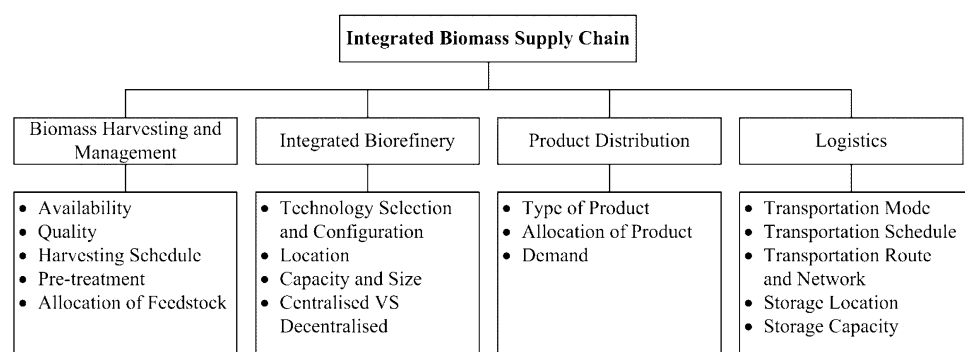 Integrated Biomass Supply Chain
Biomass Harvesting and
Management
Integrated Biorefinery
Product Distribution
Logistics
• Availability
• Quality
• Harvesting Schedule
• Pre-treatment
• Allocation of Feedstock
• Technology Selection
and Configuration
• Location
• Capacity and Size
• Centralised VS
Decentralised
• Type of Product
• Allocation of Product
• Demand
• Transportation Mode
• Transportation Schedule
• Transportation Route
and Network
• Storage Location
• Storage Capacity